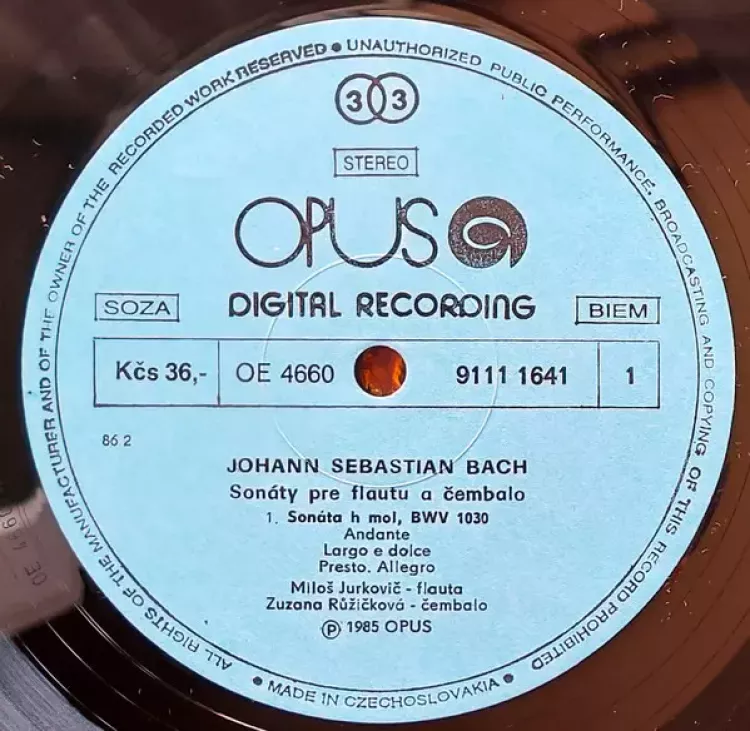 ALL RIGHTS OF THE MANUFACTURER AND OF THE OWNER OF THE RECORDED WORK RESERVED • UNAUTHORIZED PUBLIC PERFORMANCE, BROADCASTING AND COPYING OF THIS RECORD PROHIBITED
33
STEREO
OPUS
DIGITAL RECORDING
SOZA
BIEM
Kčs 36,- OE 4660 9111 1641 1
86 2
JOHANN SEBASTIAN BACH
Sonáty pre flautu a čembalo
1. Sonáta h mol, BWV 1030
Andante
Largo e dolce
Presto. Allegro
Miloš Jurkovič - flauta
Zuzana Růžičková - čembalo
Ⓟ 1985 OPUS
• MADE IN CZECHOSLOVAKIA •